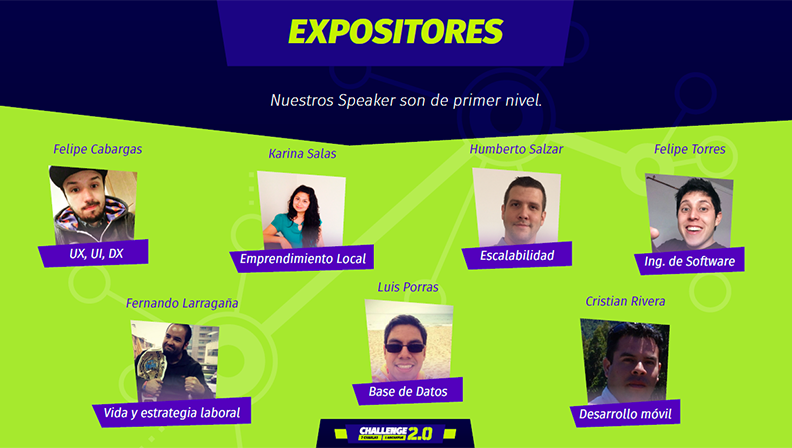 EXPOSITORES
Nuestros Speaker son de primer nivel.
Felipe Cabargas
Karina Salas
Humberto Salzar
Felipe Torres
UX, UI, DX
Emprendimiento Local
Escalabilidad
Ing. de Software
Fernando Larragaña
Luis Porras
Cristian Rivera
Vida y estrategia laboral
Base de Datos
Desarrollo móvil
CHALLENGE 2.0